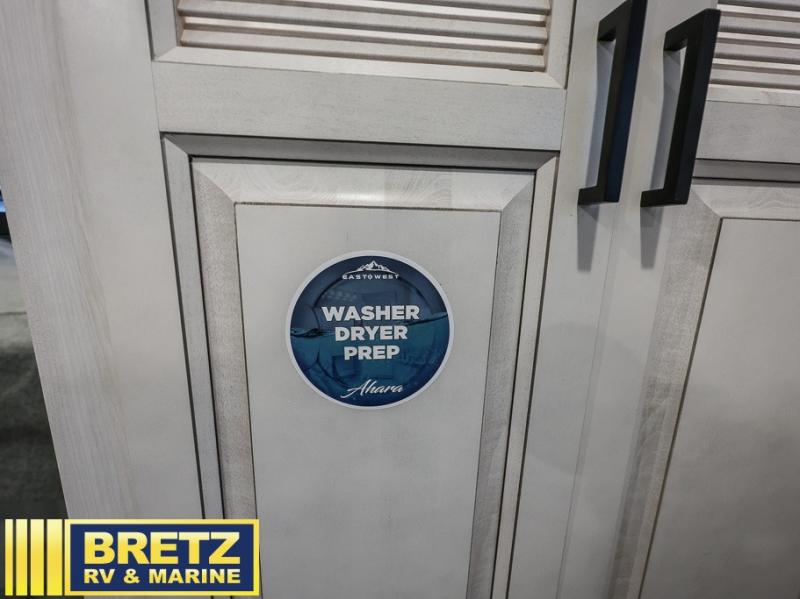 EAST TO WEST
WASHER
DRYER
PREP
Ahara
BRETZ
RV & MARINE